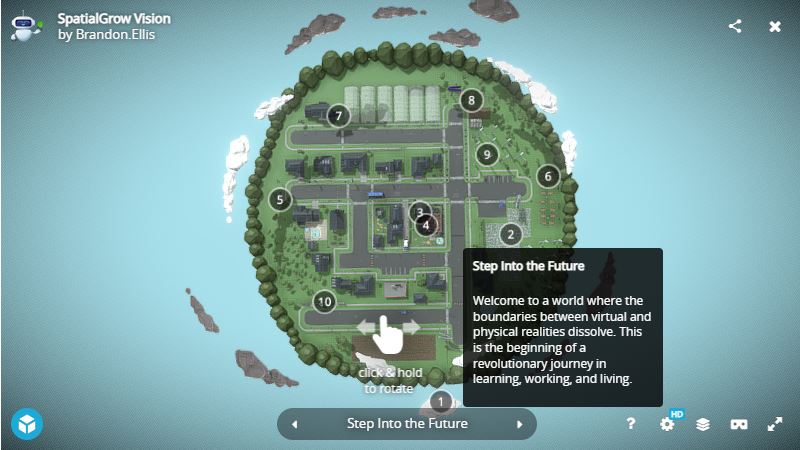 SpatialGrow Vision
by Brandon.Ellis
8
7
9
6
5
3
4
2
Step Into the Future
Welcome to a world where the
boundaries between virtual and
physical realities dissolve. This
is the beginning of a
revolutionary journey in
learning, working, and living.
10
click & hold
to rotate
1
Step Into the Future
?
HD